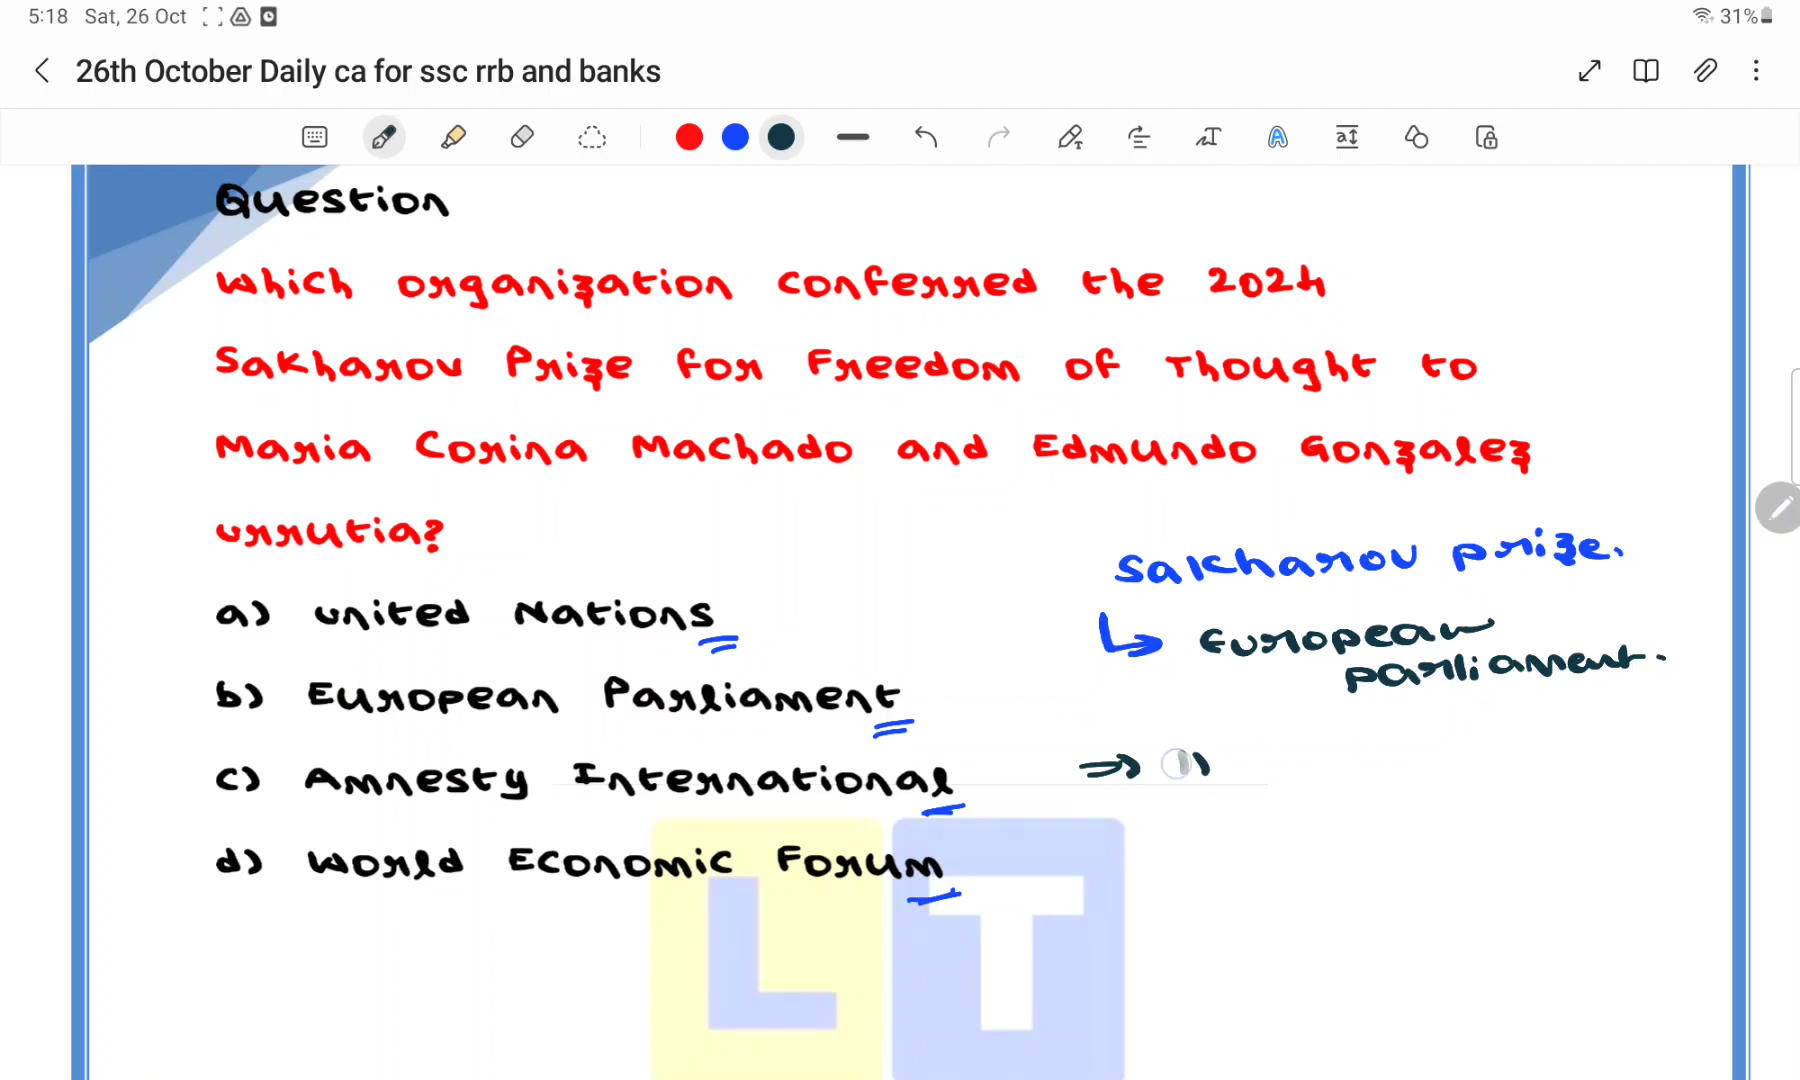 5:18 Sat, 26 Oct
31%
26th October Daily ca for ssc rrb and banks
Question
Which organization conferred the 2024
Sakharov Prize for Freedom of Thought to
Maria Corina Machado and Edmundo Gonzalez
Urrutia?
a) United Nations
b) European Parliament
c) Amnesty International
d) World Economic Forum
Sakharov prize.
European
parliament.
L T